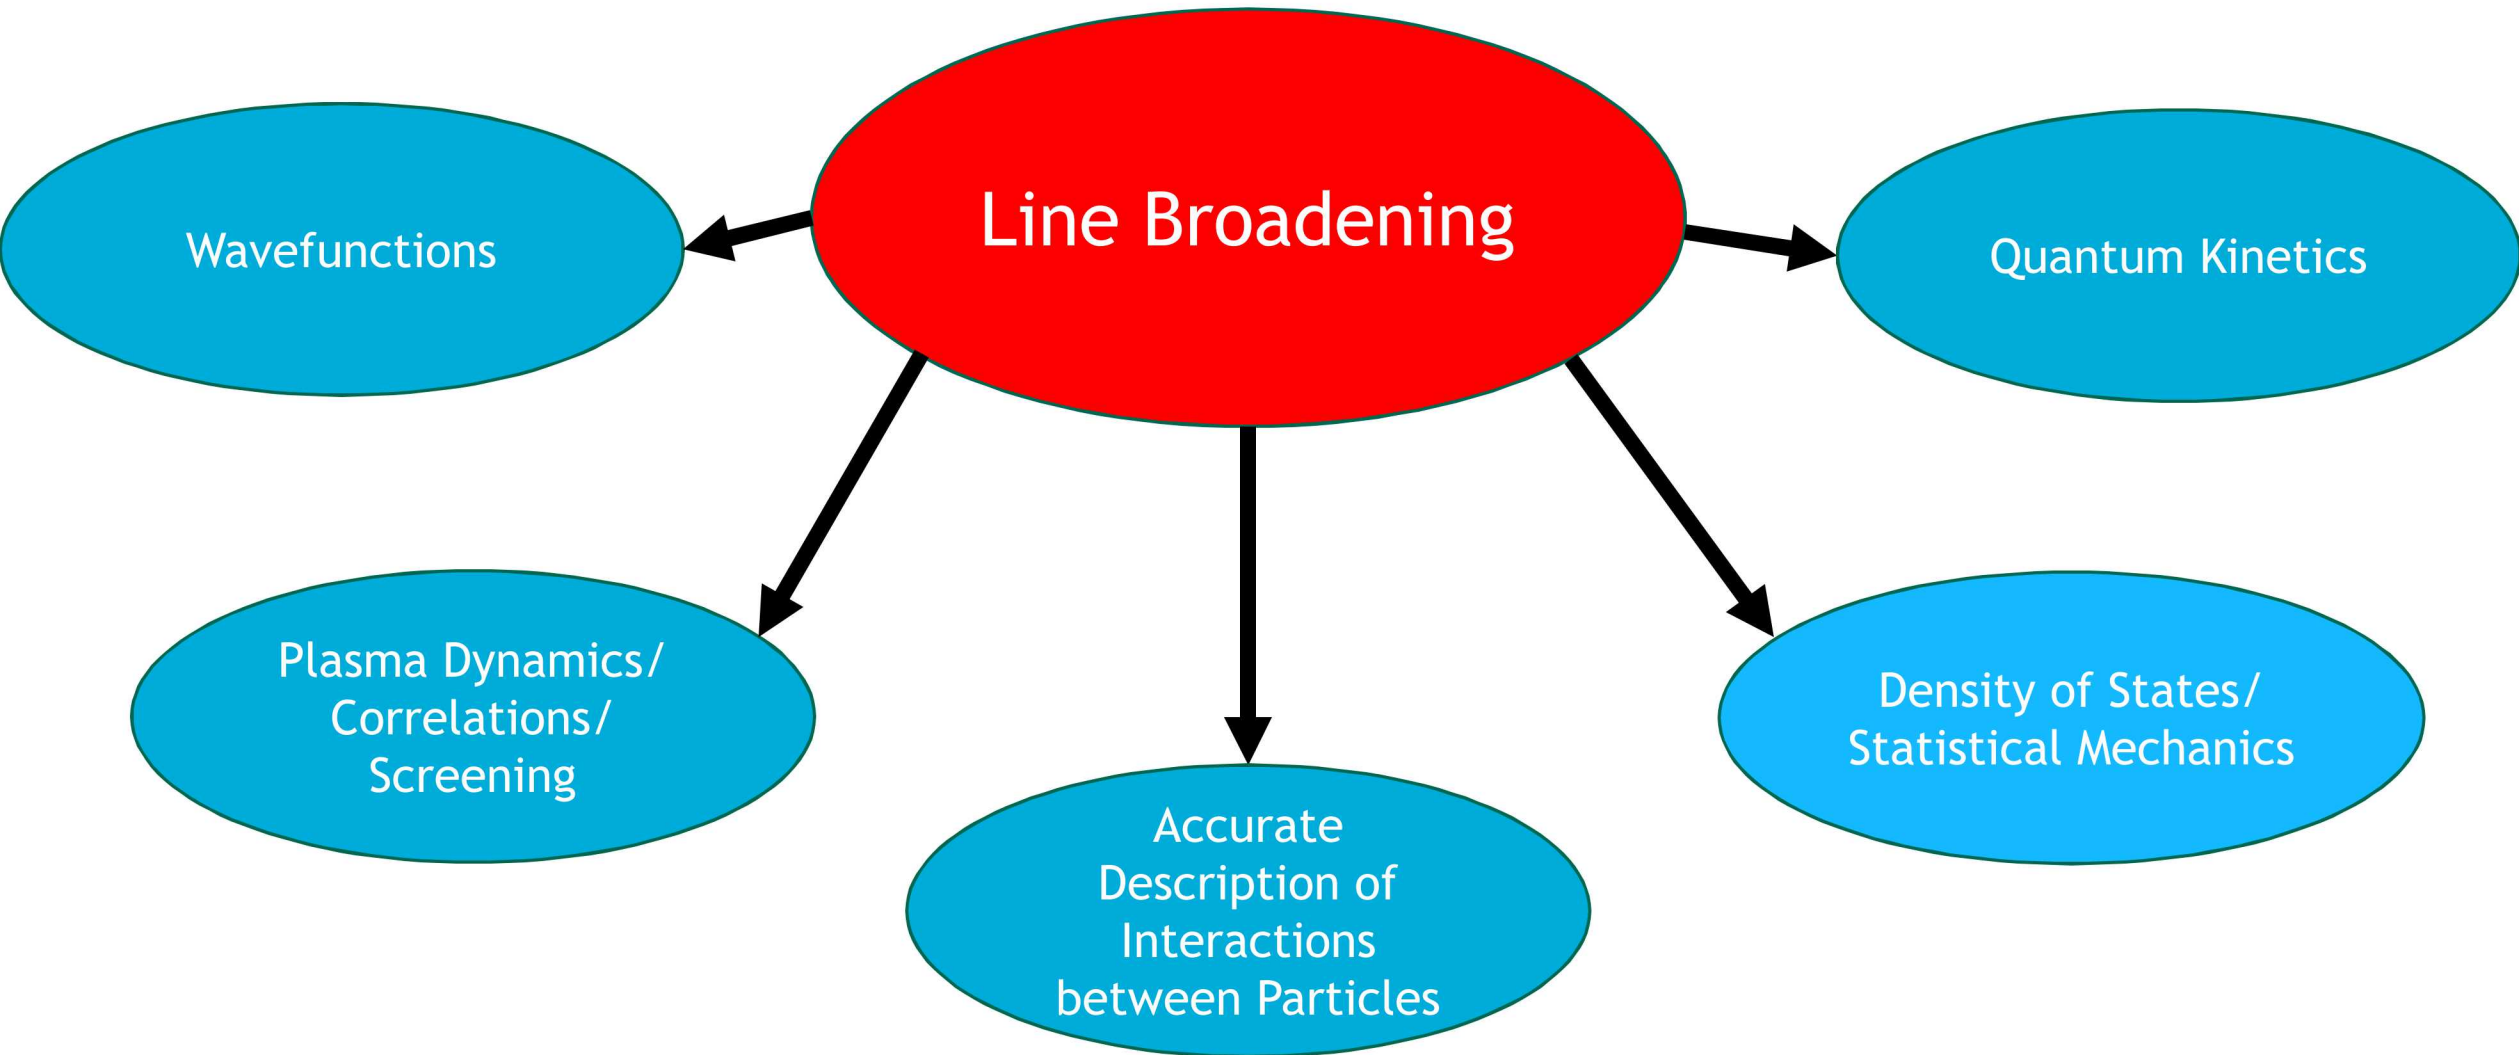 Line Broadening
Wavefunctions
Quantum Kinetics
Plasma Dynamics/
Correlations/
Screening
Density of States/
Statistical Mechanics
Accurate
Description of
Interactions
between Particles